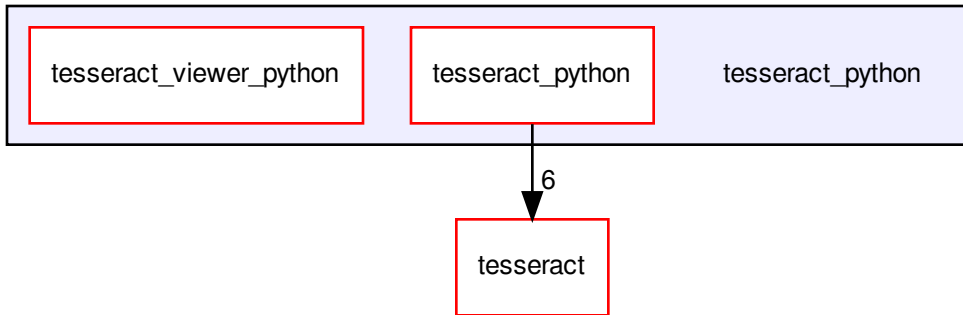 tesseract_viewer_python
tesseract_python
tesseract_python
6
tesseract